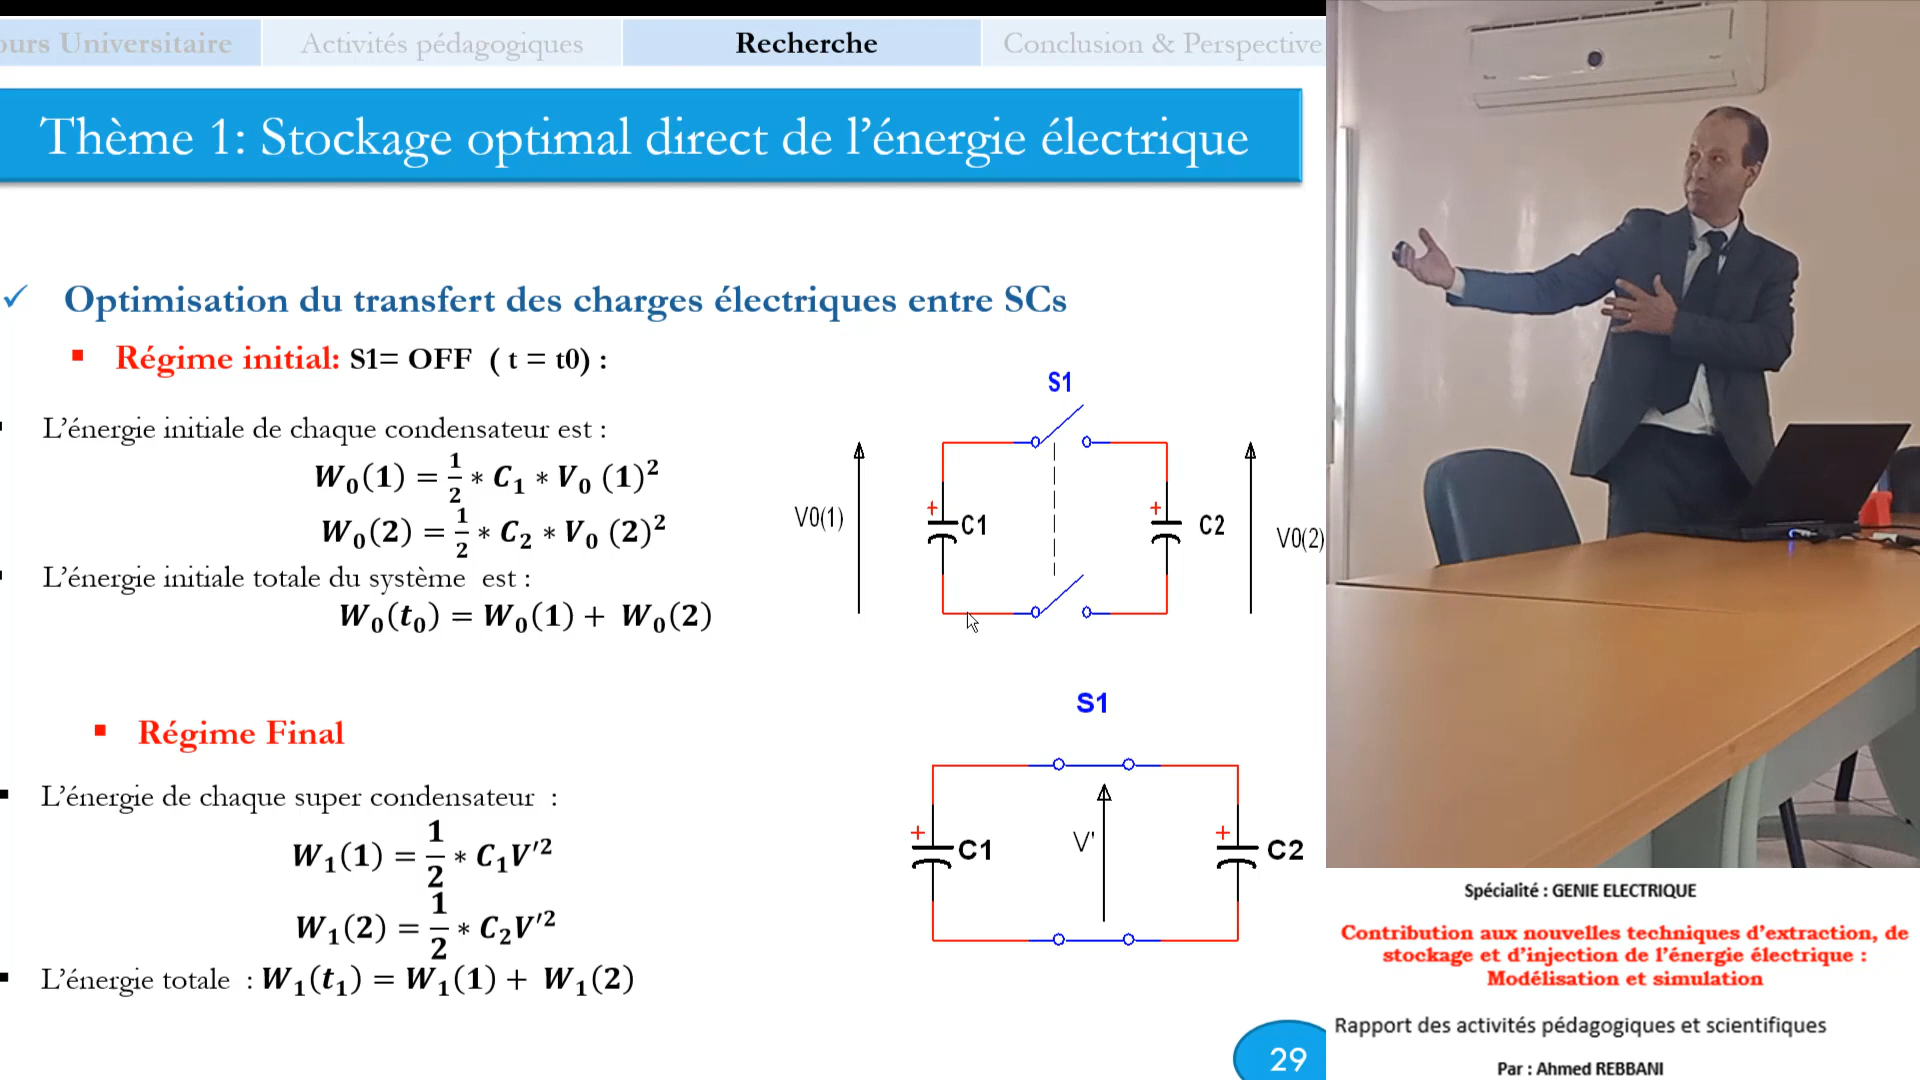 ours Universitaire
Activités pédagogiques
Recherche
Conclusion & Perspective
Thème 1: Stockage optimal direct de l'énergie électrique
✓ Optimisation du transfert des charges électriques entre SCs
▪ Régime initial: S1= OFF ( t = t0) :
L'énergie initiale de chaque condensateur est :
W₀(1) = 1/2 * C₁ * V₀ (1)²
W₀(2) = 1/2 * C₂ * V₀ (2)²
L'énergie initiale totale du système est :
W₀(t₀) = W₀(1) + W₀(2)
S1
V0(1)
+
C1
+
C2
V0(2)
▪ Régime Final
▪ L'énergie de chaque super condensateur :
W₁(1) = 1/2 * C₁V′²
W₁(2) = 1/2 * C₂V′²
▪ L'énergie totale : W₁(t₁) = W₁(1) + W₁(2)
S1
+
C1
V'
+
C2
29
Spécialité : GENIE ELECTRIQUE
Contribution aux nouvelles techniques d'extraction, de
stockage et d'injection de l'énergie électrique :
Modélisation et simulation
Rapport des activités pédagogiques et scientifiques
Par : Ahmed REBBANI